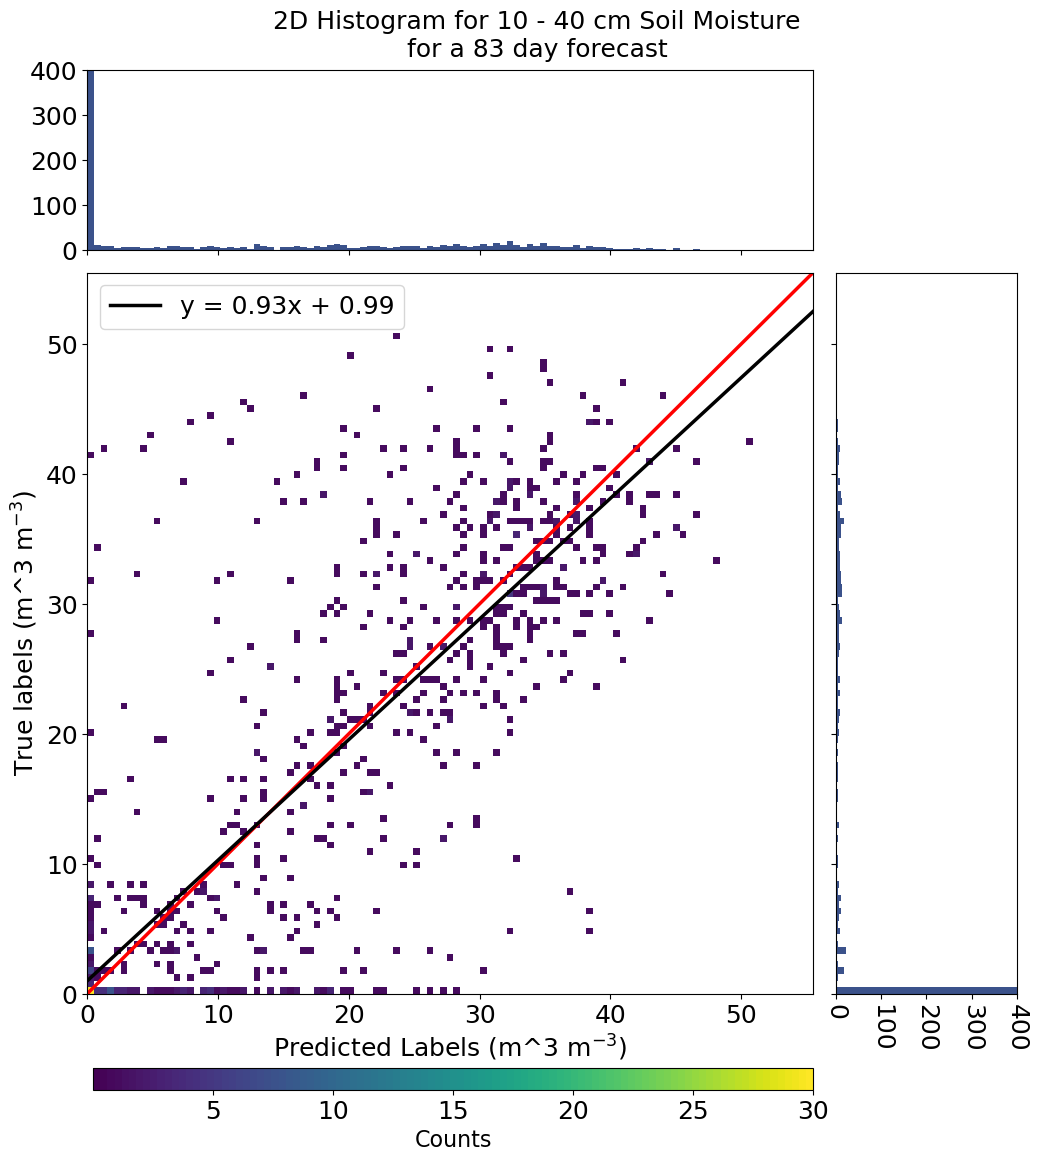 2D Histogram for 10 - 40 cm Soil Moisture
for a 83 day forecast
400
300
200
100
0
y = 0.93x + 0.99
50
40
30
20
10
0
True labels (m^3 m⁻³)
0 10 20 30 40 50
Predicted Labels (m^3 m⁻³)
0 100 200 300 400
5 10 15 20 25 30
Counts